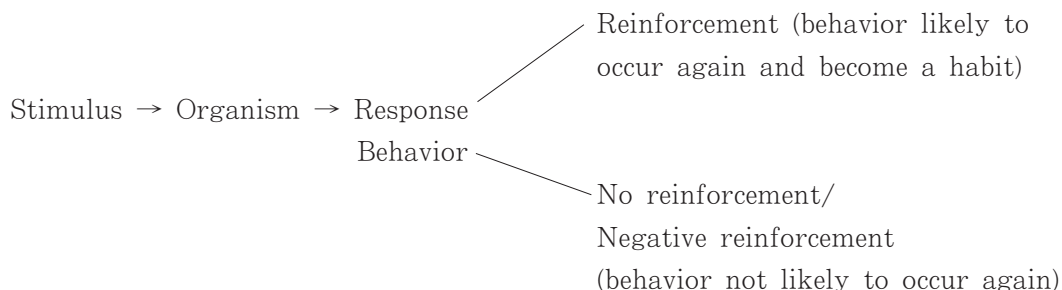 Reinforcement (behavior likely to
occur again and become a habit)
Stimulus → Organism → Response
Behavior
No reinforcement/
Negative reinforcement
(behavior not likely to occur again)